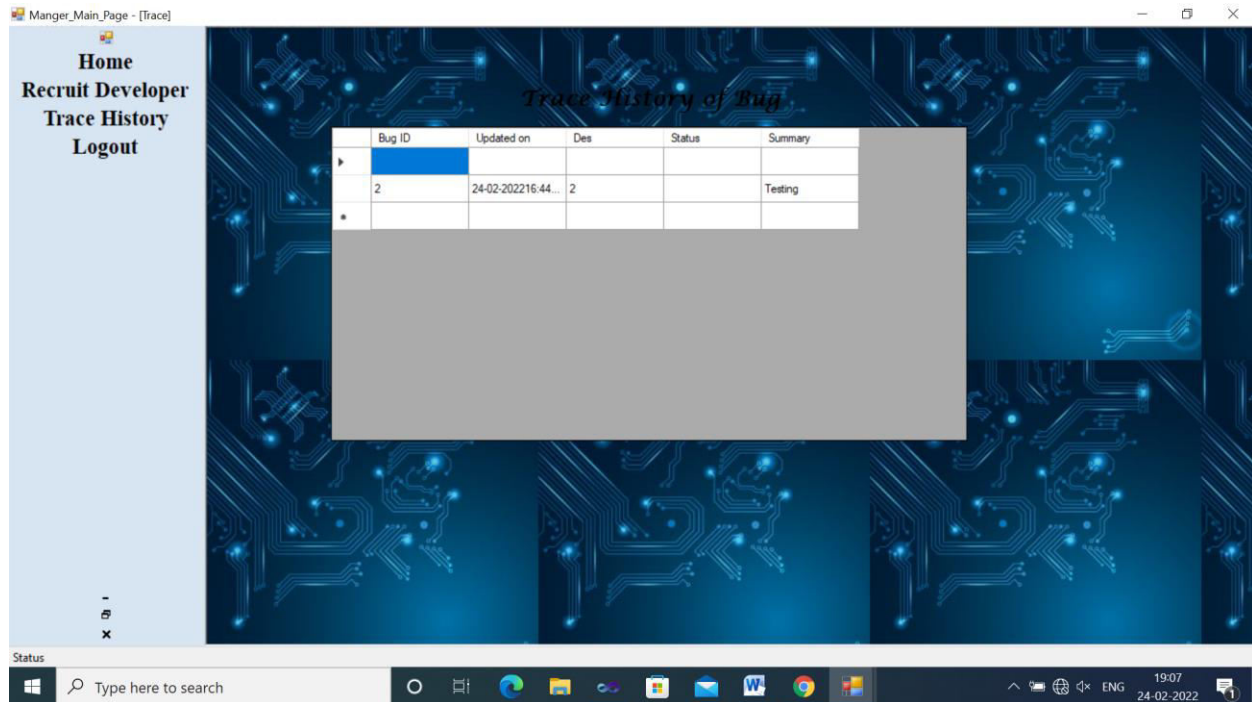 Manger_Main_Page - [Trace]
Home
Recruit Developer
Trace History
Logout
Trace History of Bug
Bug ID Updated on Des Status Summary
2 24-02-202216:44... 2 Testing
Status
Type here to search
ENG
19:07
24-02-2022
1